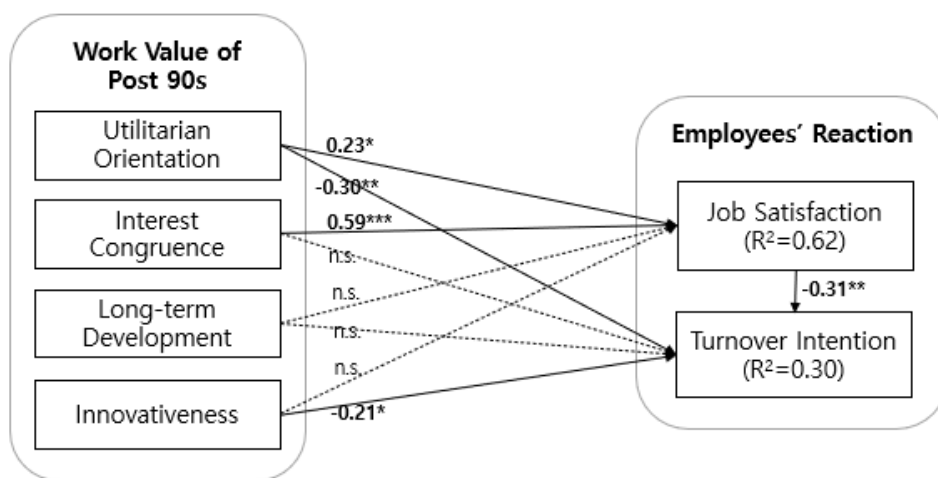 Work Value of
Post 90s
Utilitarian
Orientation
Interest
Congruence
Long-term
Development
Innovativeness
0.23*
-0.30**
0.59***
n.s.
n.s.
n.s.
n.s.
-0.21*
Employees’ Reaction
Job Satisfaction
(R²=0.62)
-0.31**
Turnover Intention
(R²=0.30)